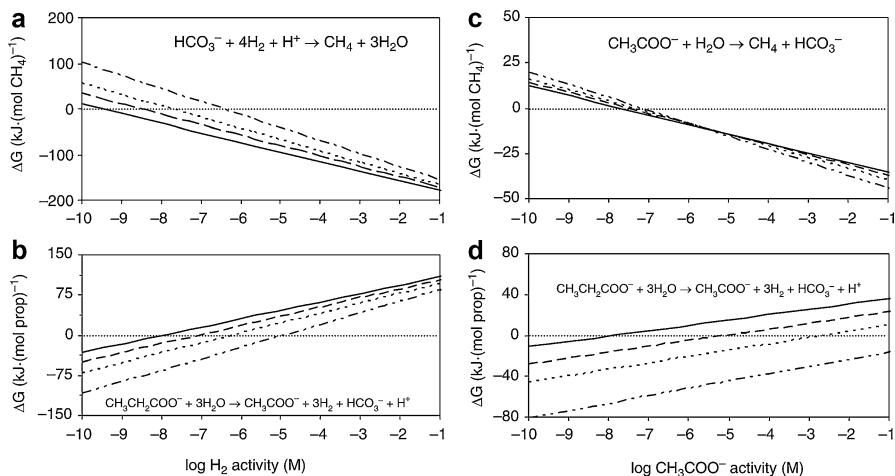 a
HCO₃⁻ + 4H₂ + H⁺ → CH₄ + 3H₂O
ΔG (kJ·(mol CH₄)⁻¹)
200
100
0
−100
−200
−10 −9 −8 −7 −6 −5 −4 −3 −2 −1
c
CH₃COO⁻ + H₂O → CH₄ + HCO₃⁻
ΔG (kJ·(mol CH₄)⁻¹)
50
25
0
−25
−50
−10 −9 −8 −7 −6 −5 −4 −3 −2 −1
b
ΔG (kJ·(mol prop)⁻¹)
150
75
0
−75
−150
CH₃CH₂COO⁻ + 3H₂O → CH₃COO⁻ + 3H₂ + HCO₃⁻ + H⁺
−10 −9 −8 −7 −6 −5 −4 −3 −2 −1
log H₂ activity (M)
d
CH₃CH₂COO⁻ + 3H₂O → CH₃COO⁻ + 3H₂ + HCO₃⁻ + H⁺
ΔG (kJ·(mol prop)⁻¹)
80
40
0
−40
−80
−10 −9 −8 −7 −6 −5 −4 −3 −2 −1
log CH₃COO⁻ activity (M)